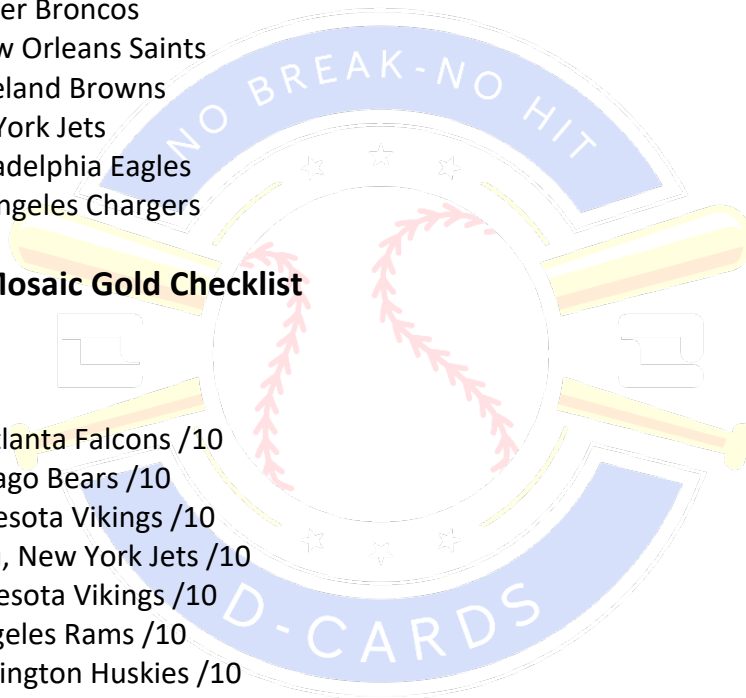 er Broncos
w Orleans Saints
eland Browns
York Jets
adelphia Eagles
ngeles Chargers
NO BREAK-NO HIT
Mosaic Gold Checklist
tlanta Falcons /10
ago Bears /10
esota Vikings /10
, New York Jets /10
esota Vikings /10
geles Rams /10
ington Huskies /10
D-CARDS